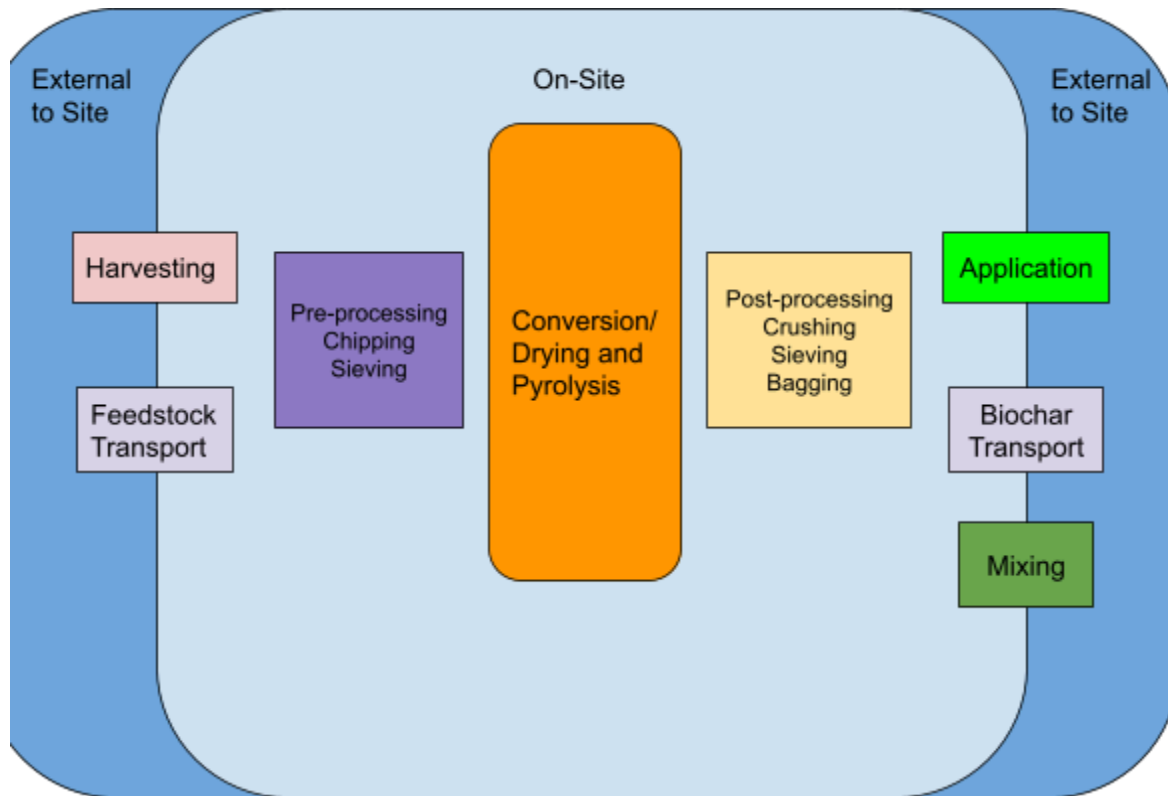 External
to Site
On-Site
External
to Site
Harvesting
Feedstock
Transport
Pre-processing
Chipping
Sieving
Conversion/
Drying and
Pyrolysis
Post-processing
Crushing
Sieving
Bagging
Application
Biochar
Transport
Mixing